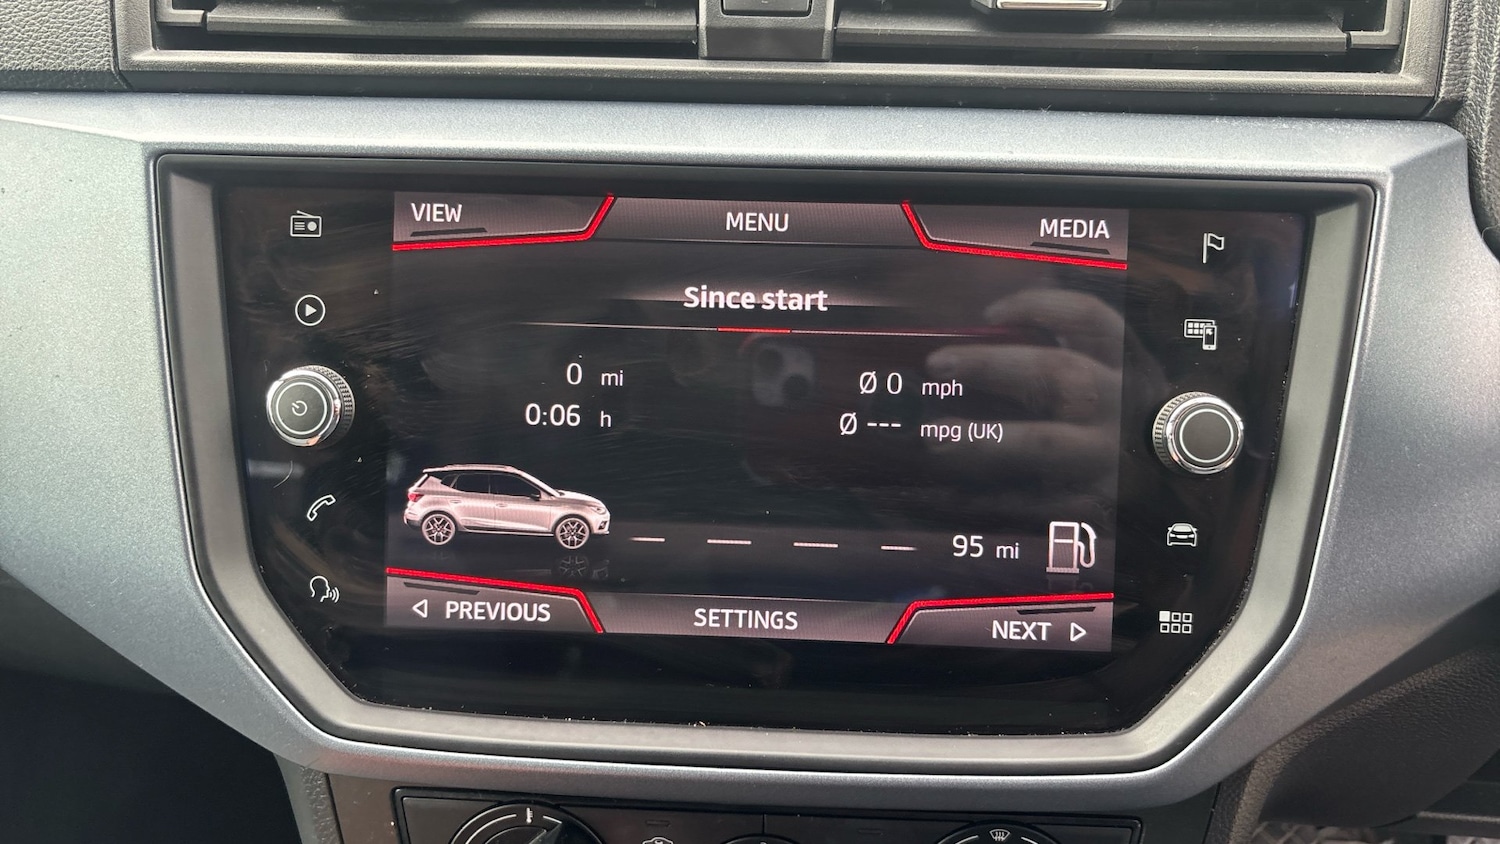 VIEW
MENU
MEDIA
Since start
0 mi
Ø 0 mph
0:06 h
Ø --- mpg (UK)
95 mi
PREVIOUS
SETTINGS
NEXT